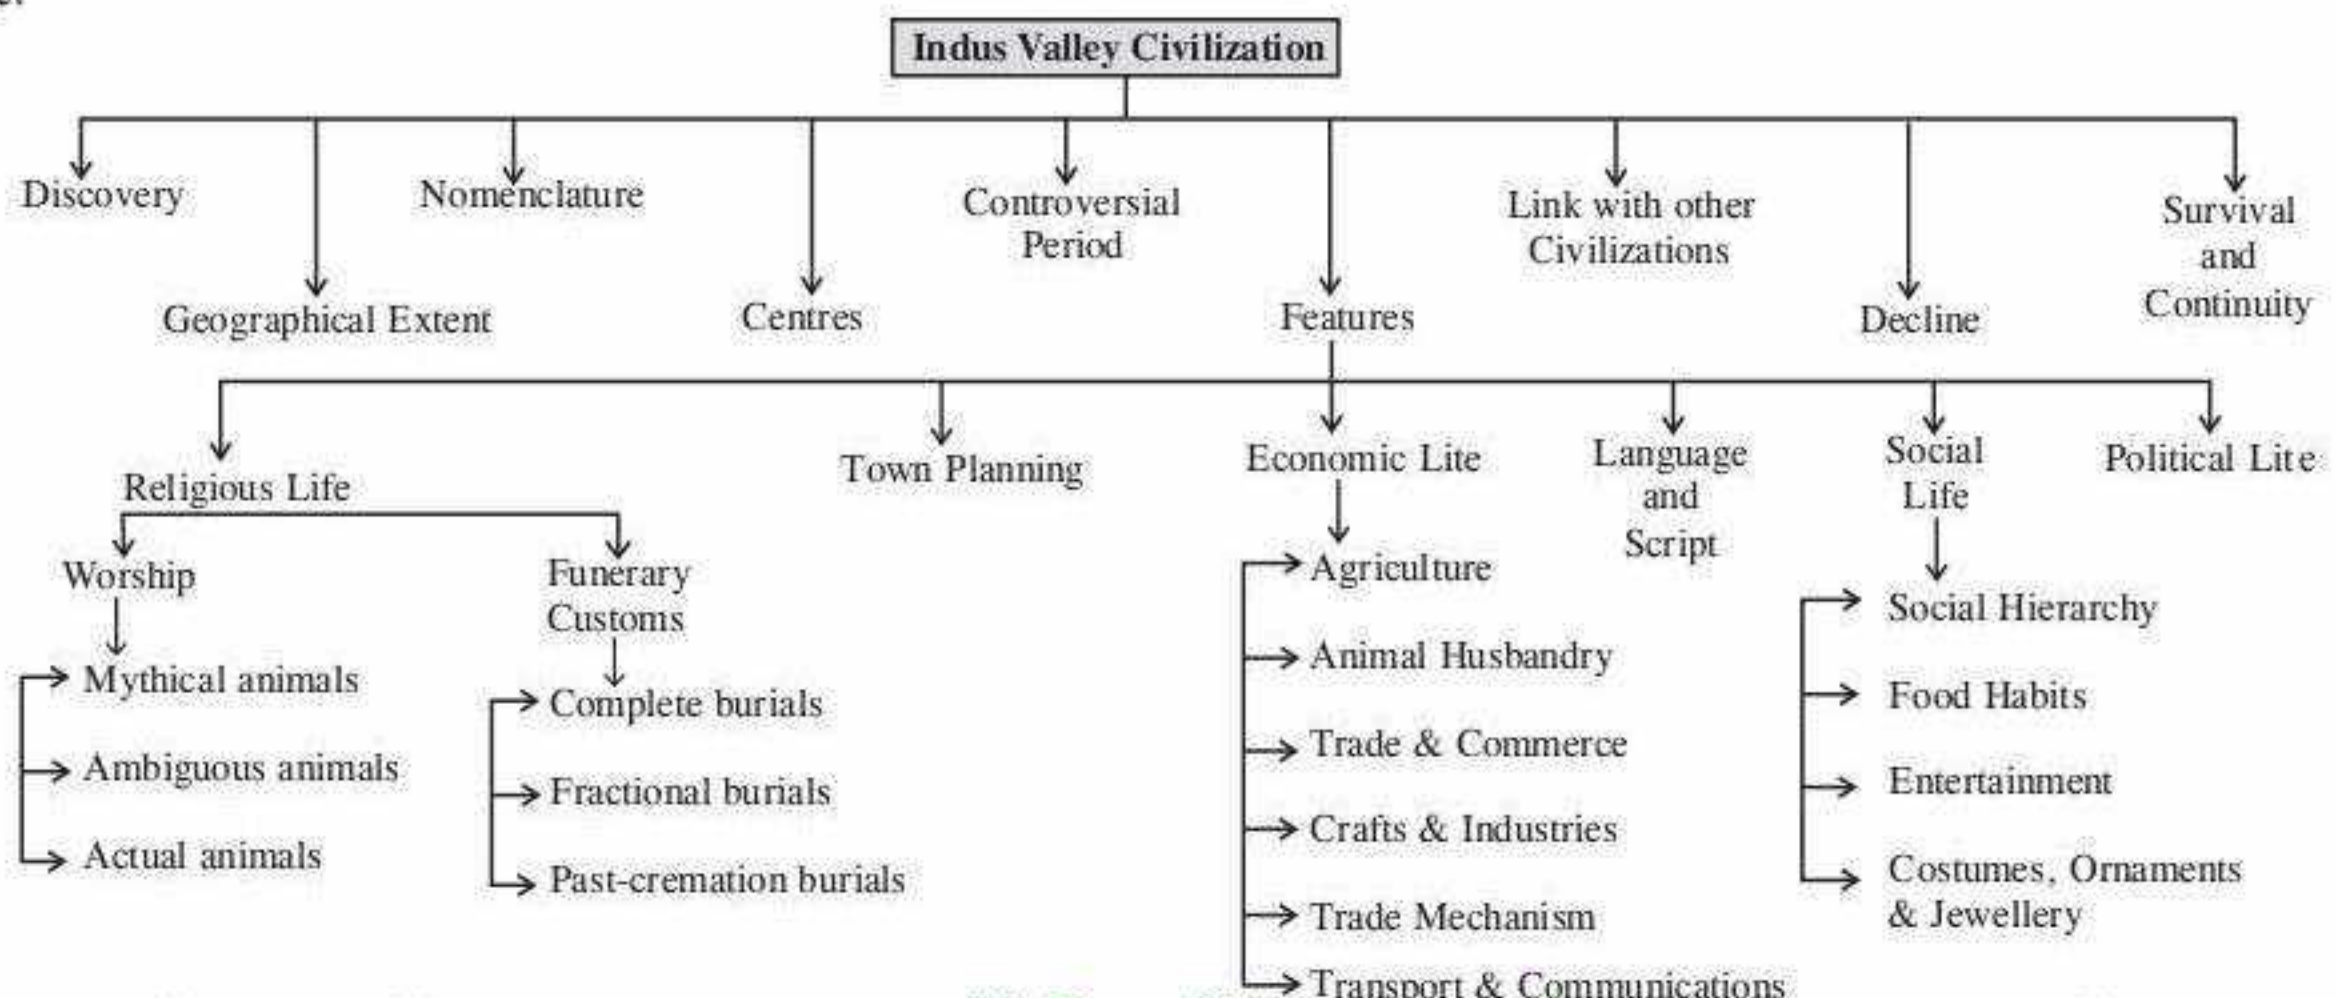 Indus Valley Civilization
Discovery
Nomenclature
Controversial
Period
Link with other
Civilizations
Survival
and
Continuity
Geographical Extent
Centres
Features
Decline
Religious Life
Town Planning
Economic Lite
Language
and
Script
Social
Life
Political Lite
Worship
Funerary
Customs
Mythical animals
Ambiguous animals
Actual animals
Complete burials
Fractional burials
Past-cremation burials
Agriculture
Animal Husbandry
Trade & Commerce
Crafts & Industries
Trade Mechanism
Transport & Communications
Social Hierarchy
Food Habits
Entertainment
Costumes, Ornaments
& Jewellery